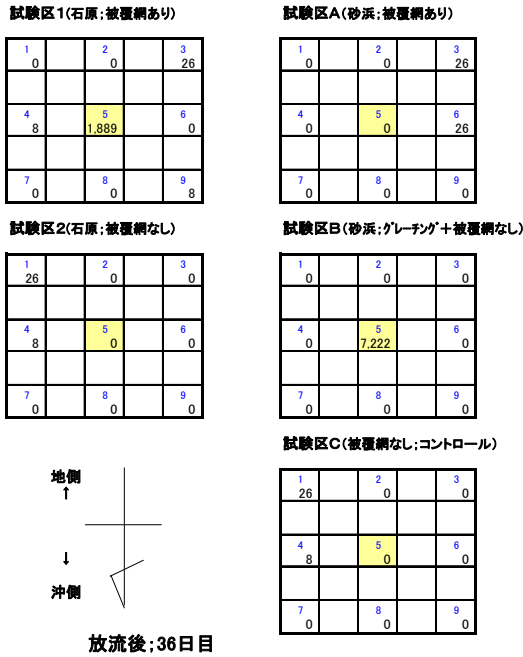 試験区1(石原;被覆網あり)
1 2 3
0 0 26
4 5 6
8 1,889 0
7 8 9
0 0 8
試験区A(砂浜;被覆網あり)
1 2 3
0 0 26
4 5 6
0 0 26
7 8 9
0 0 0
試験区2(石原;被覆網なし)
1 2 3
26 0 0
4 5 6
8 0 0
7 8 9
0 0 0
試験区B(砂浜;グレーチング+被覆網なし)
1 2 3
0 0 0
4 5 6
0 7,222 0
7 8 9
0 0 0
試験区C(被覆網なし;コントロール)
1 2 3
26 0 0
4 5 6
8 0 0
7 8 9
0 0 0
地側
↑
↓
沖側
放流後;36日目